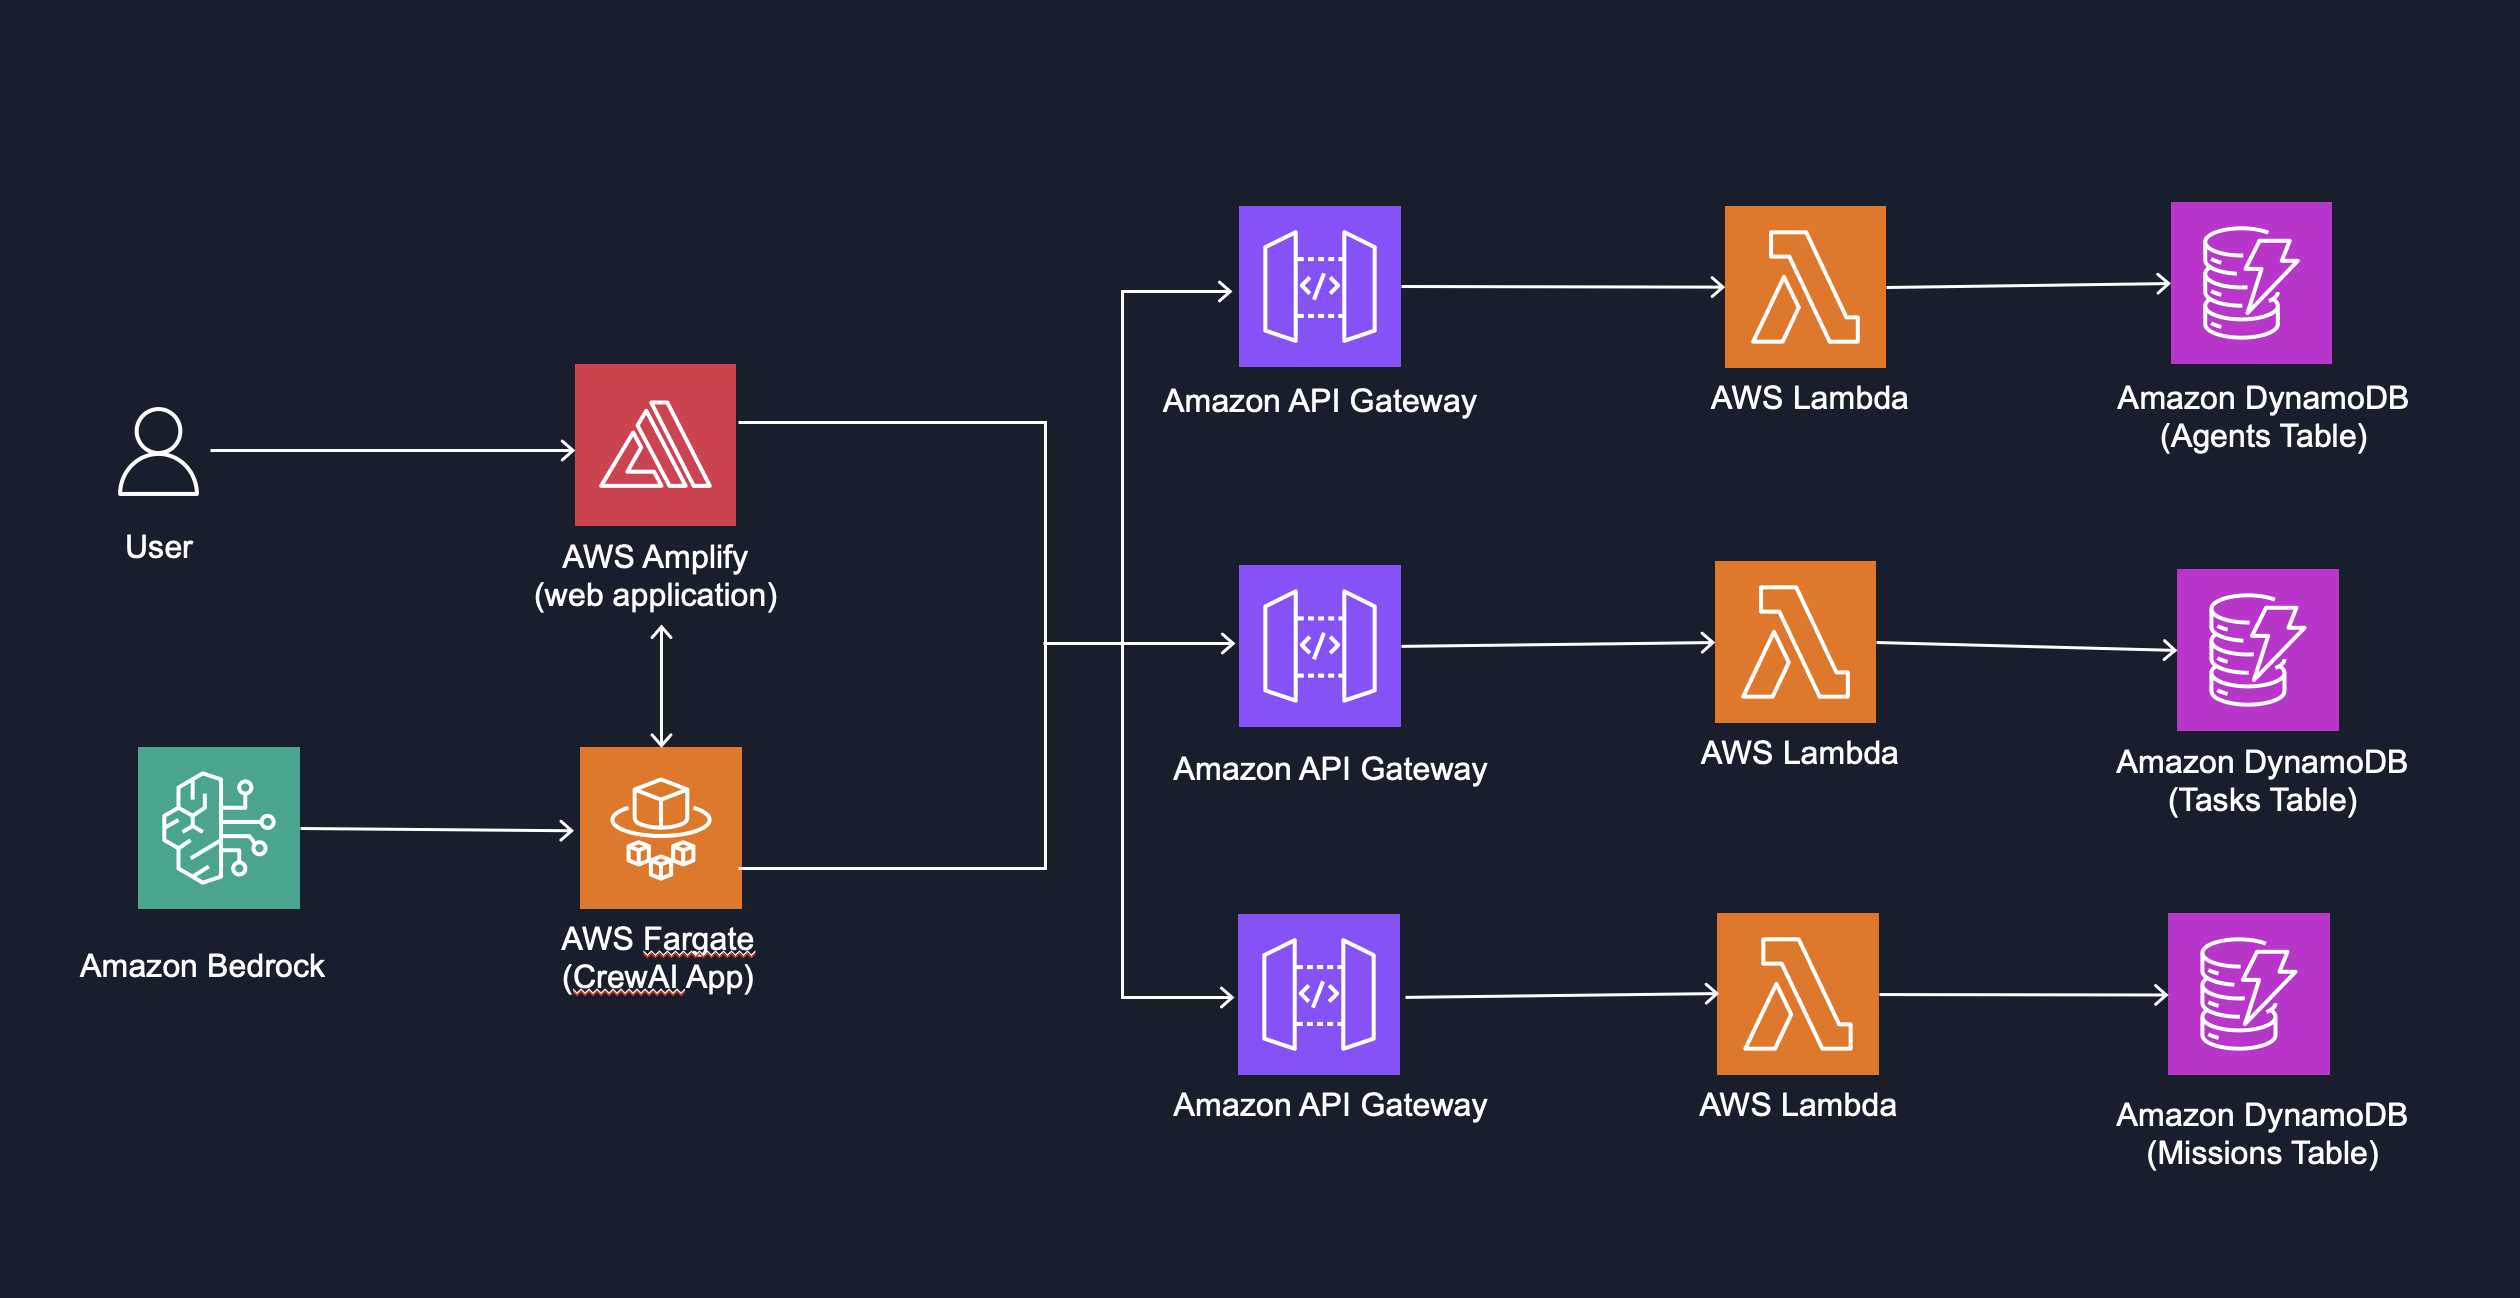 User
AWS Amplify
(web application)
Amazon Bedrock
AWS Fargate
(CrewAI App)
</>
Amazon API Gateway
AWS Lambda
Amazon DynamoDB
(Agents Table)
</>
Amazon API Gateway
AWS Lambda
Amazon DynamoDB
(Tasks Table)
</>
Amazon API Gateway
AWS Lambda
Amazon DynamoDB
(Missions Table)